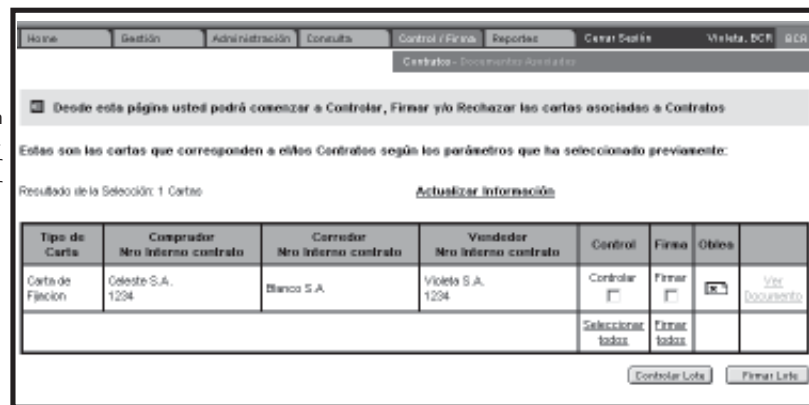 Home Gestión Administración Consulta Control / Firma Reportes Cerrar Sesión Violeta, BCR BCR
Contratos - Documentos Asociados
Desde esta página usted podrá comenzar a Controlar, Firmar y/o Rechazar las cartas asociadas a Contratos
Estas son las cartas que corresponden a el/los Contratos según los parámetros que ha seleccionado previamente:
Resultado de la Selección: 1 Cartas Actualizar Información
Tipo de Carta Comprador Nro Interno contrato Corredor Nro Interno contrato Vendedor Nro Interno contrato Control Firma Oblea
Carta de Fijacion Celeste S.A. 1234 Blanco S.A. Violeta S.A. 1234 Controlar Firmar Ver Documento
Seleccionar todos Firmar todos
Controlar Lote Firmar Lote